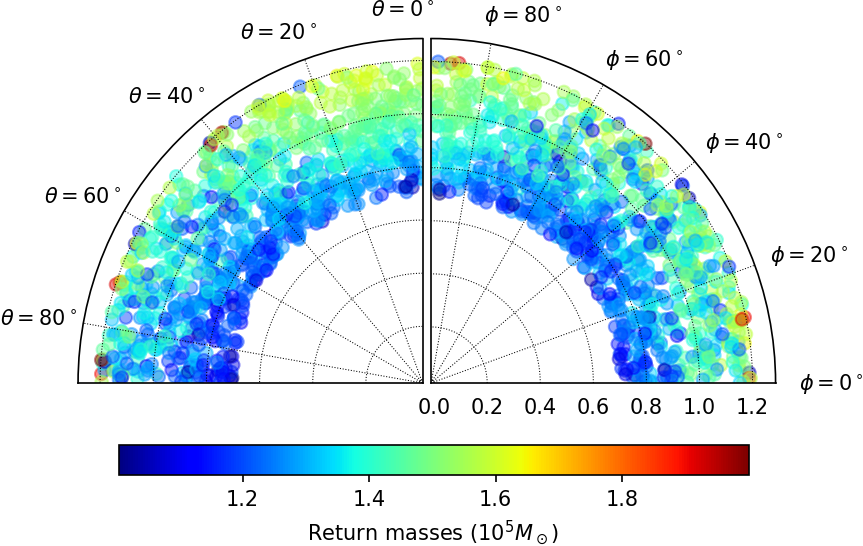 θ = 0°
θ = 20°
θ = 40°
θ = 60°
θ = 80°
ϕ = 80°
ϕ = 60°
ϕ = 40°
ϕ = 20°
ϕ = 0°
0.0 0.2 0.4 0.6 0.8 1.0 1.2
1.2 1.4 1.6 1.8
Return masses (10⁵M☉)